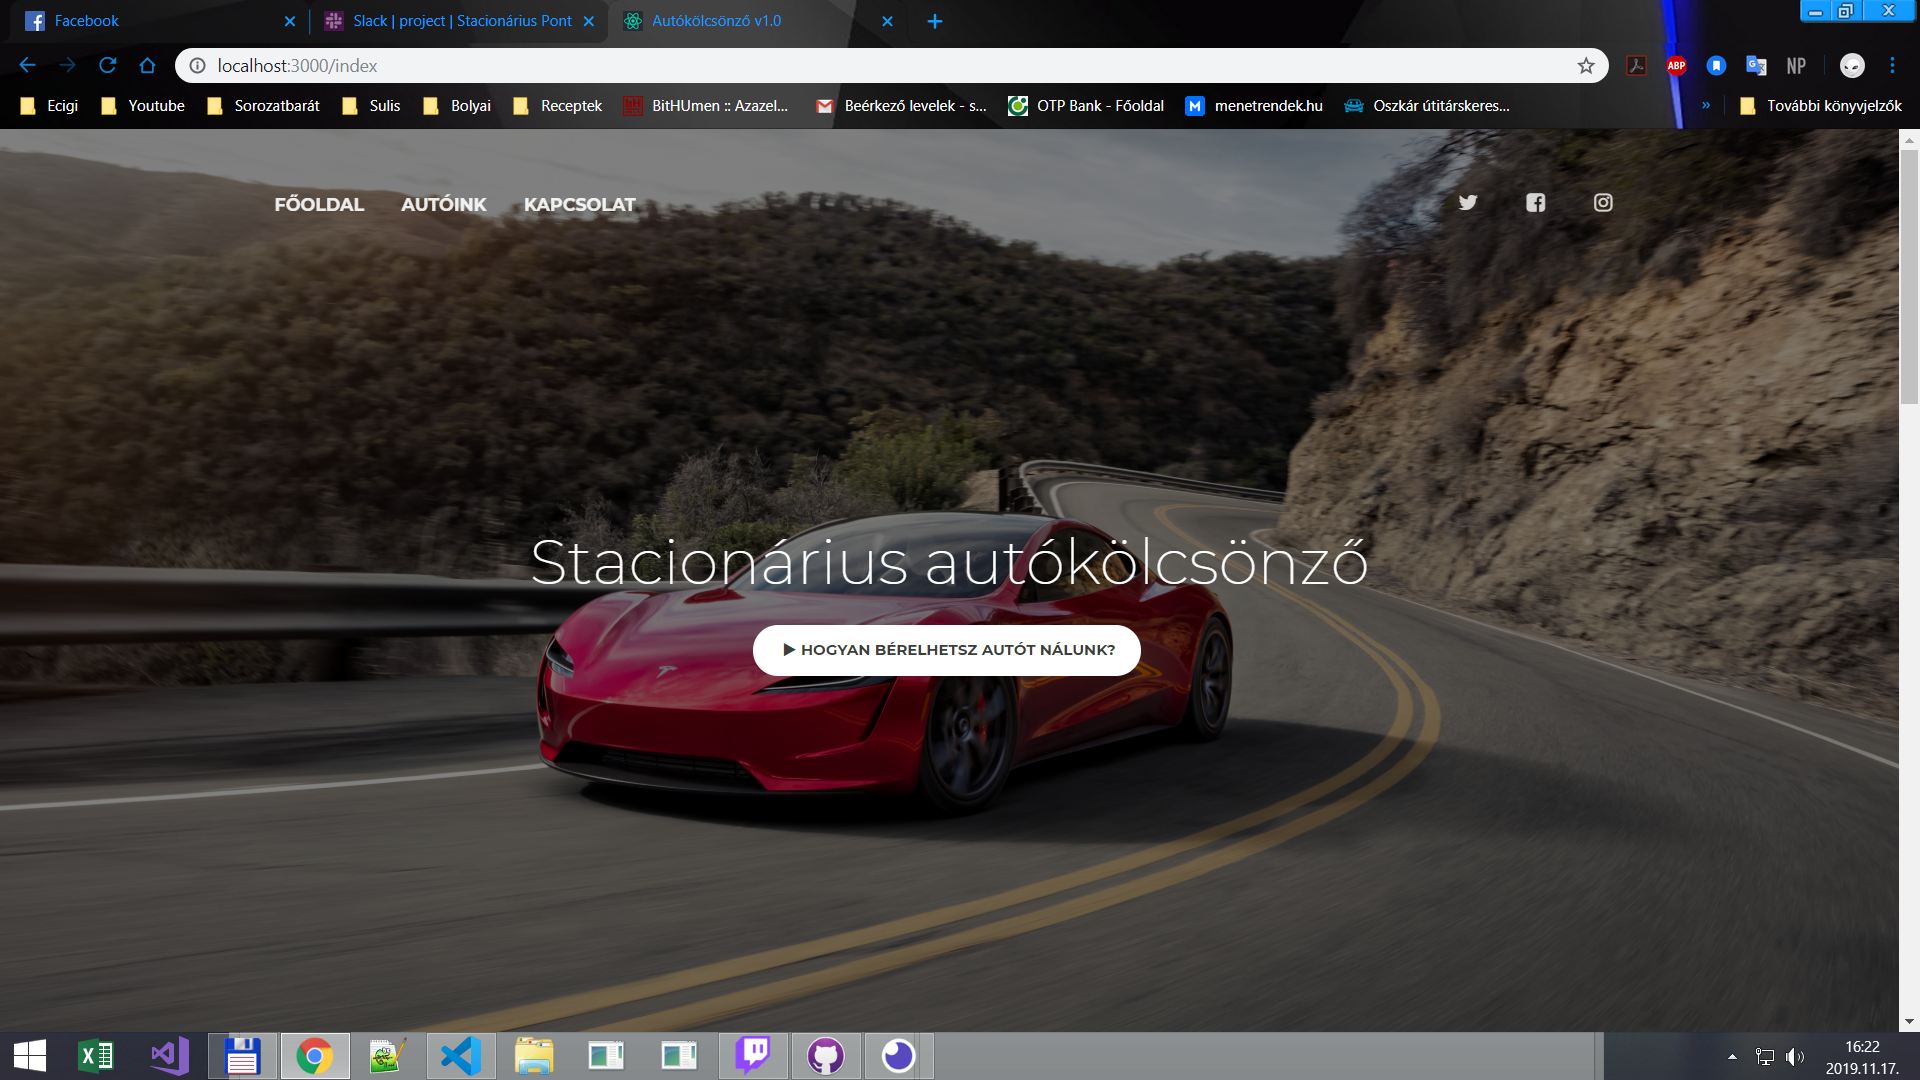 Facebook
Slack | project | Stacionárius Pont
Autókölcsönző v1.0
localhost:3000/index
ABP
NP
Ecigi
Youtube
Sorozatbarát
Sulis
Bolyai
Receptek
BitHUmen :: Azazel...
Beérkező levelek - s...
OTP Bank - Főoldal
menetrendek.hu
Oszkár útitárskeres...
»
További könyvjelzők
FŐOLDAL
AUTÓINK
KAPCSOLAT
Stacionárius autókölcsönző
HOGYAN BÉRELHETSZ AUTÓT NÁLUNK?
16:22
2019.11.17.